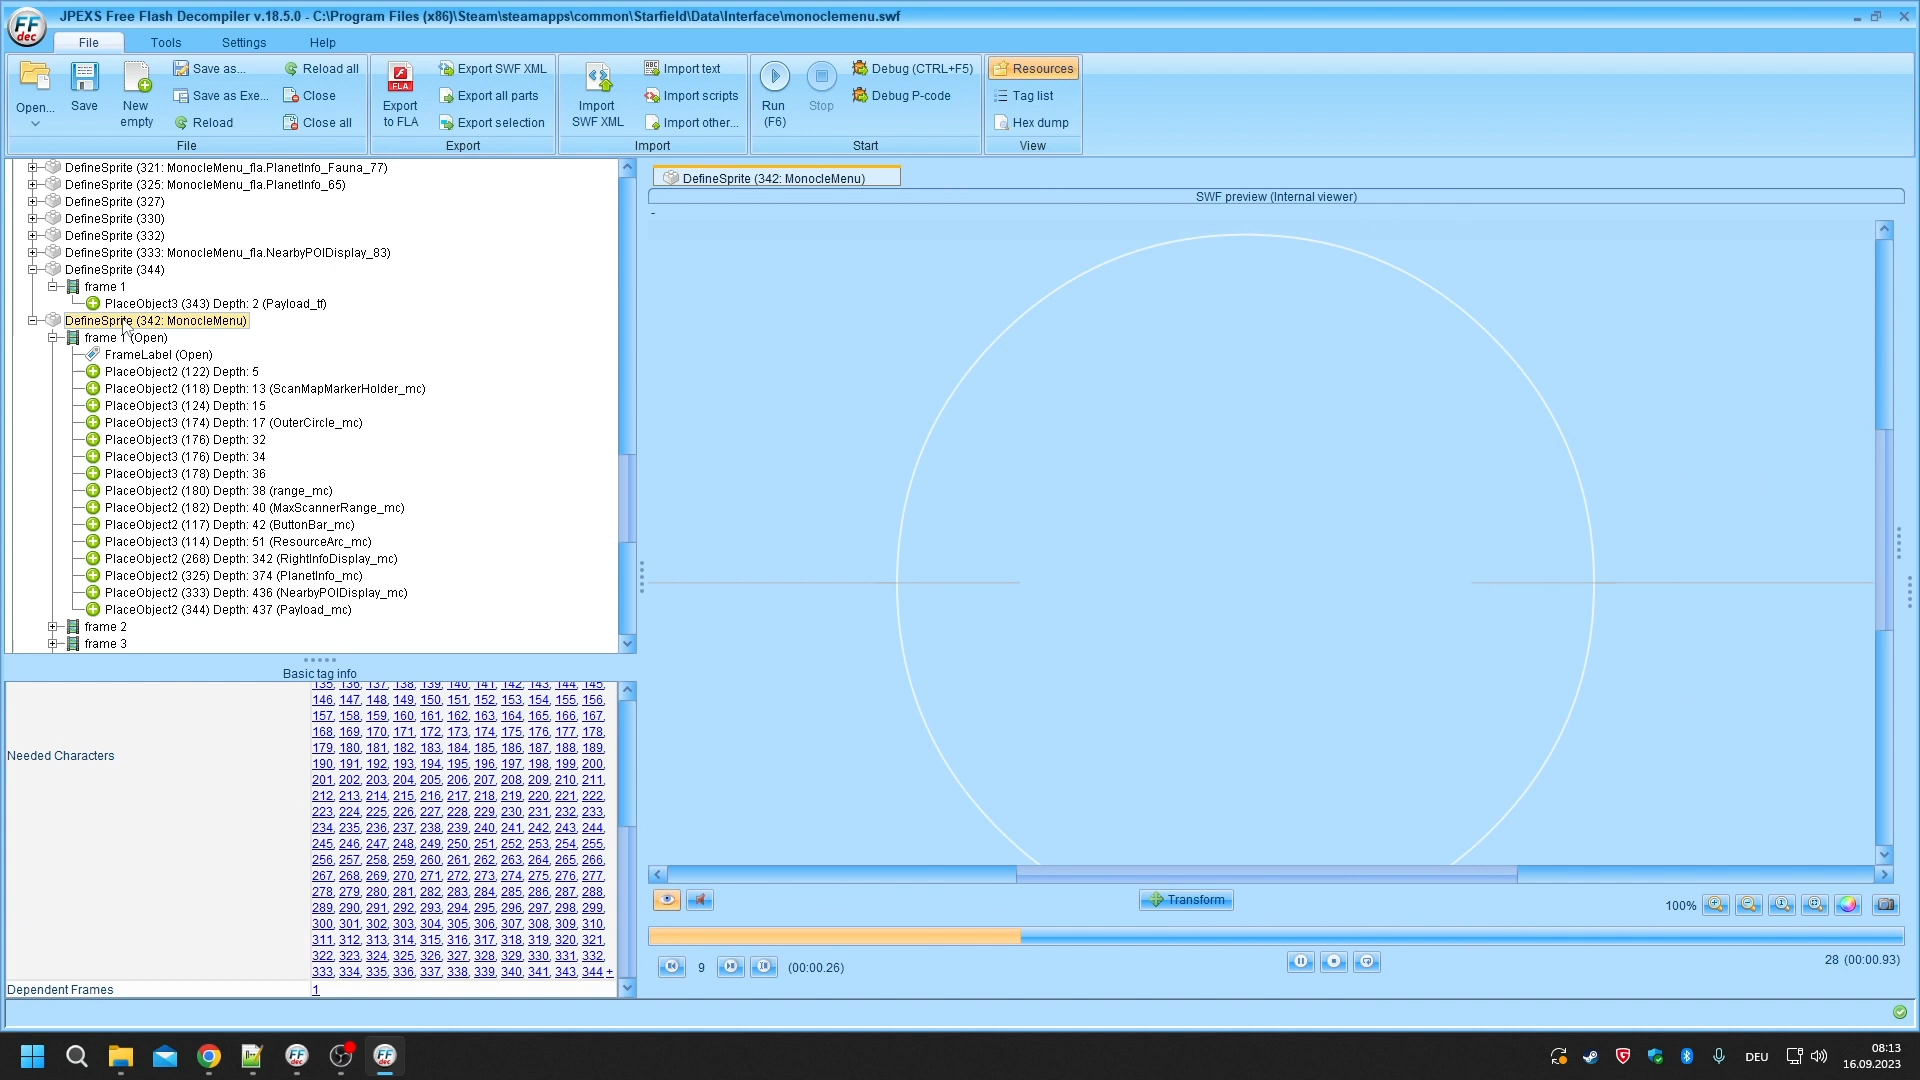 JPEXS Free Flash Decompiler v.18.5.0 - C:\Program Files (x86)\Steam\steamapps\common\Starfield\Data\Interface\monoclemenu.swf
FF dec
File Tools Settings Help
Open... Save New empty Save as... Save as Exe... Reload Reload all Close Close all
Export to FLA Export SWF XML Export all parts Export selection
Import SWF XML Import text Import scripts Import other...
Run (F6) Stop Debug (CTRL+F5) Debug P-code
Resources Tag list Hex dump
File Export Import Start View
DefineSprite (321: MonocleMenu_fla.PlanetInfo_Fauna_77)
DefineSprite (325: MonocleMenu_fla.PlanetInfo_65)
DefineSprite (327)
DefineSprite (330)
DefineSprite (332)
DefineSprite (333: MonocleMenu_fla.NearbyPOIDisplay_83)
DefineSprite (344)
frame 1
PlaceObject3 (343) Depth: 2 (Payload_tf)
DefineSprite (342: MonocleMenu)
frame 1 (Open)
FrameLabel (Open)
PlaceObject2 (122) Depth: 5
PlaceObject2 (118) Depth: 13 (ScanMapMarkerHolder_mc)
PlaceObject3 (124) Depth: 15
PlaceObject3 (174) Depth: 17 (OuterCircle_mc)
PlaceObject3 (176) Depth: 32
PlaceObject3 (176) Depth: 34
PlaceObject3 (178) Depth: 36
PlaceObject2 (180) Depth: 38 (range_mc)
PlaceObject2 (182) Depth: 40 (MaxScannerRange_mc)
PlaceObject2 (117) Depth: 42 (ButtonBar_mc)
PlaceObject3 (114) Depth: 51 (ResourceArc_mc)
PlaceObject2 (268) Depth: 342 (RightInfoDisplay_mc)
PlaceObject2 (325) Depth: 374 (PlanetInfo_mc)
PlaceObject2 (333) Depth: 436 (NearbyPOIDisplay_mc)
PlaceObject2 (344) Depth: 437 (Payload_mc)
frame 2
frame 3
Basic tag info
Needed Characters
135, 136, 137, 138, 139, 140, 141, 142, 143, 144, 145,
146, 147, 148, 149, 150, 151, 152, 153, 154, 155, 156,
157, 158, 159, 160, 161, 162, 163, 164, 165, 166, 167,
168, 169, 170, 171, 172, 173, 174, 175, 176, 177, 178,
179, 180, 181, 182, 183, 184, 185, 186, 187, 188, 189,
190, 191, 192, 193, 194, 195, 196, 197, 198, 199, 200,
201, 202, 203, 204, 205, 206, 207, 208, 209, 210, 211,
212, 213, 214, 215, 216, 217, 218, 219, 220, 221, 222,
223, 224, 225, 226, 227, 228, 229, 230, 231, 232, 233,
234, 235, 236, 237, 238, 239, 240, 241, 242, 243, 244,
245, 246, 247, 248, 249, 250, 251, 252, 253, 254, 255,
256, 257, 258, 259, 260, 261, 262, 263, 264, 265, 266,
267, 268, 269, 270, 271, 272, 273, 274, 275, 276, 277,
278, 279, 280, 281, 282, 283, 284, 285, 286, 287, 288,
289, 290, 291, 292, 293, 294, 295, 296, 297, 298, 299,
300, 301, 302, 303, 304, 305, 306, 307, 308, 309, 310,
311, 312, 313, 314, 315, 316, 317, 318, 319, 320, 321,
322, 323, 324, 325, 326, 327, 328, 329, 330, 331, 332,
333, 334, 335, 336, 337, 338, 339, 340, 341, 343, 344 +
Dependent Frames 1
DefineSprite (342: MonocleMenu)
SWF preview (Internal viewer)
-
Transform
100%
9 (00:00.26)
28 (00:00.93)
DEU
08:13
16.09.2023